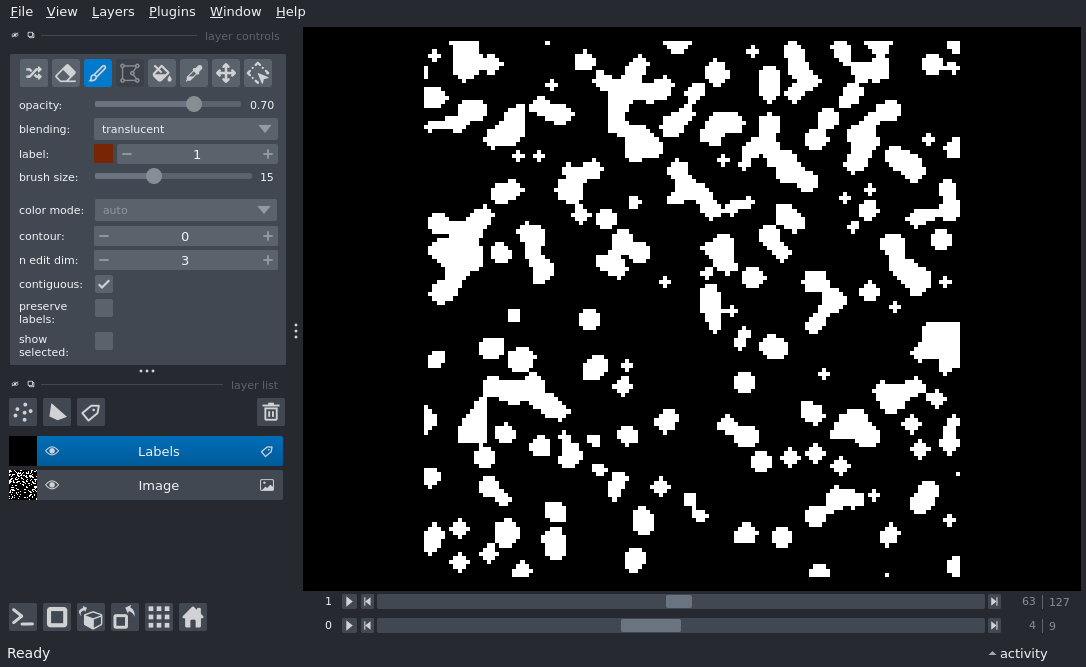 File View Layers Plugins Window Help
layer controls
opacity: 0.70
blending: translucent
label: 1
brush size: 15
color mode: auto
contour: 0
n edit dim: 3
contiguous:
preserve
labels:
show
selected:
layer list
Labels
Image
1 63 127
0 4 9
Ready activity